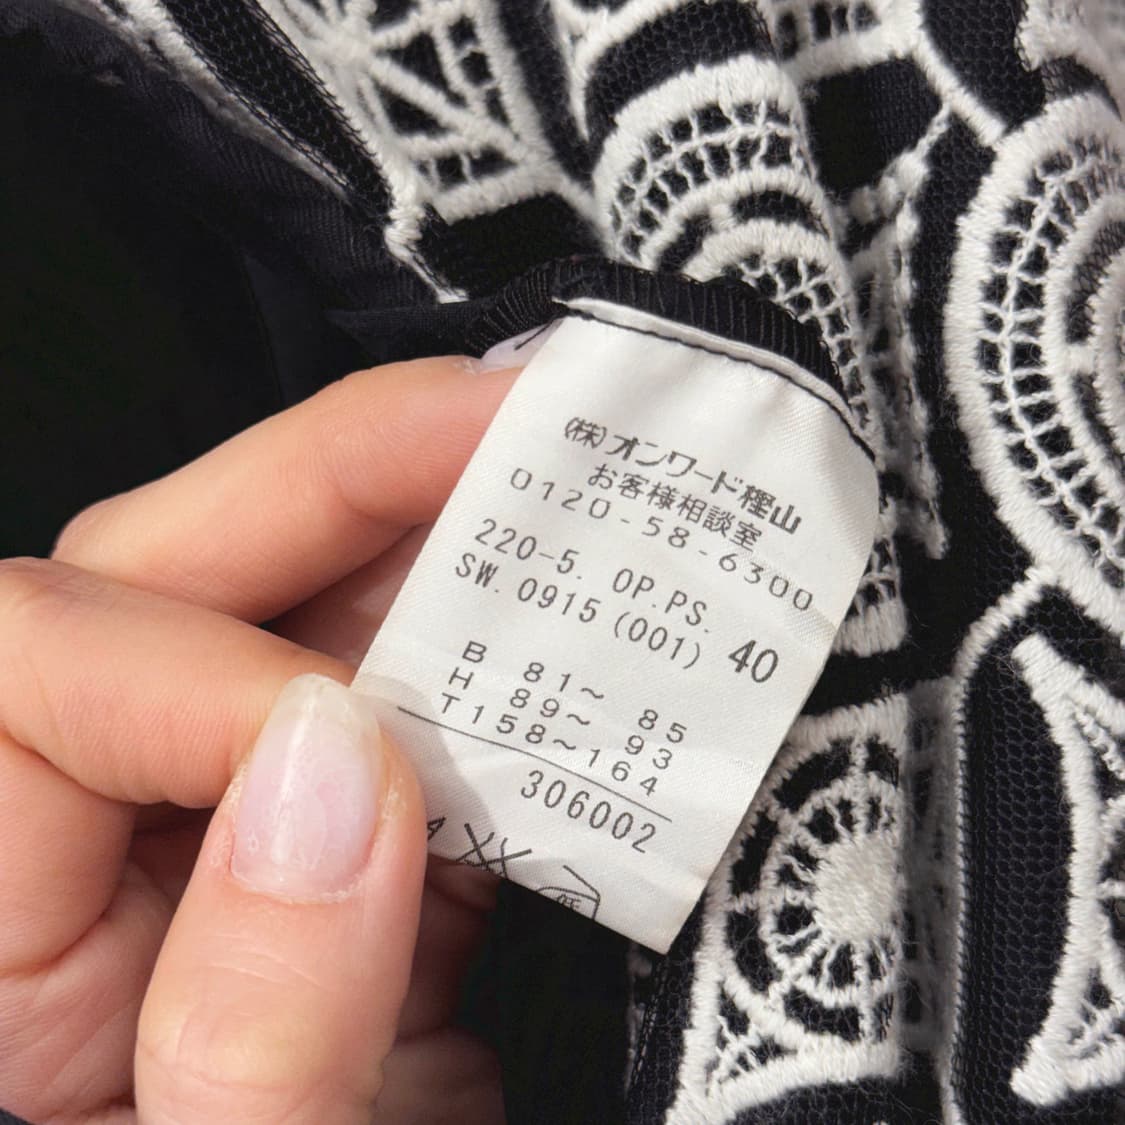 (株)オンワード樫山
お客様相談室
0120-58-6300
220-5. OP.PS.
SW. 0915 (001) 40
B 81～ 85
H 89～ 93
T158～164
306002
低